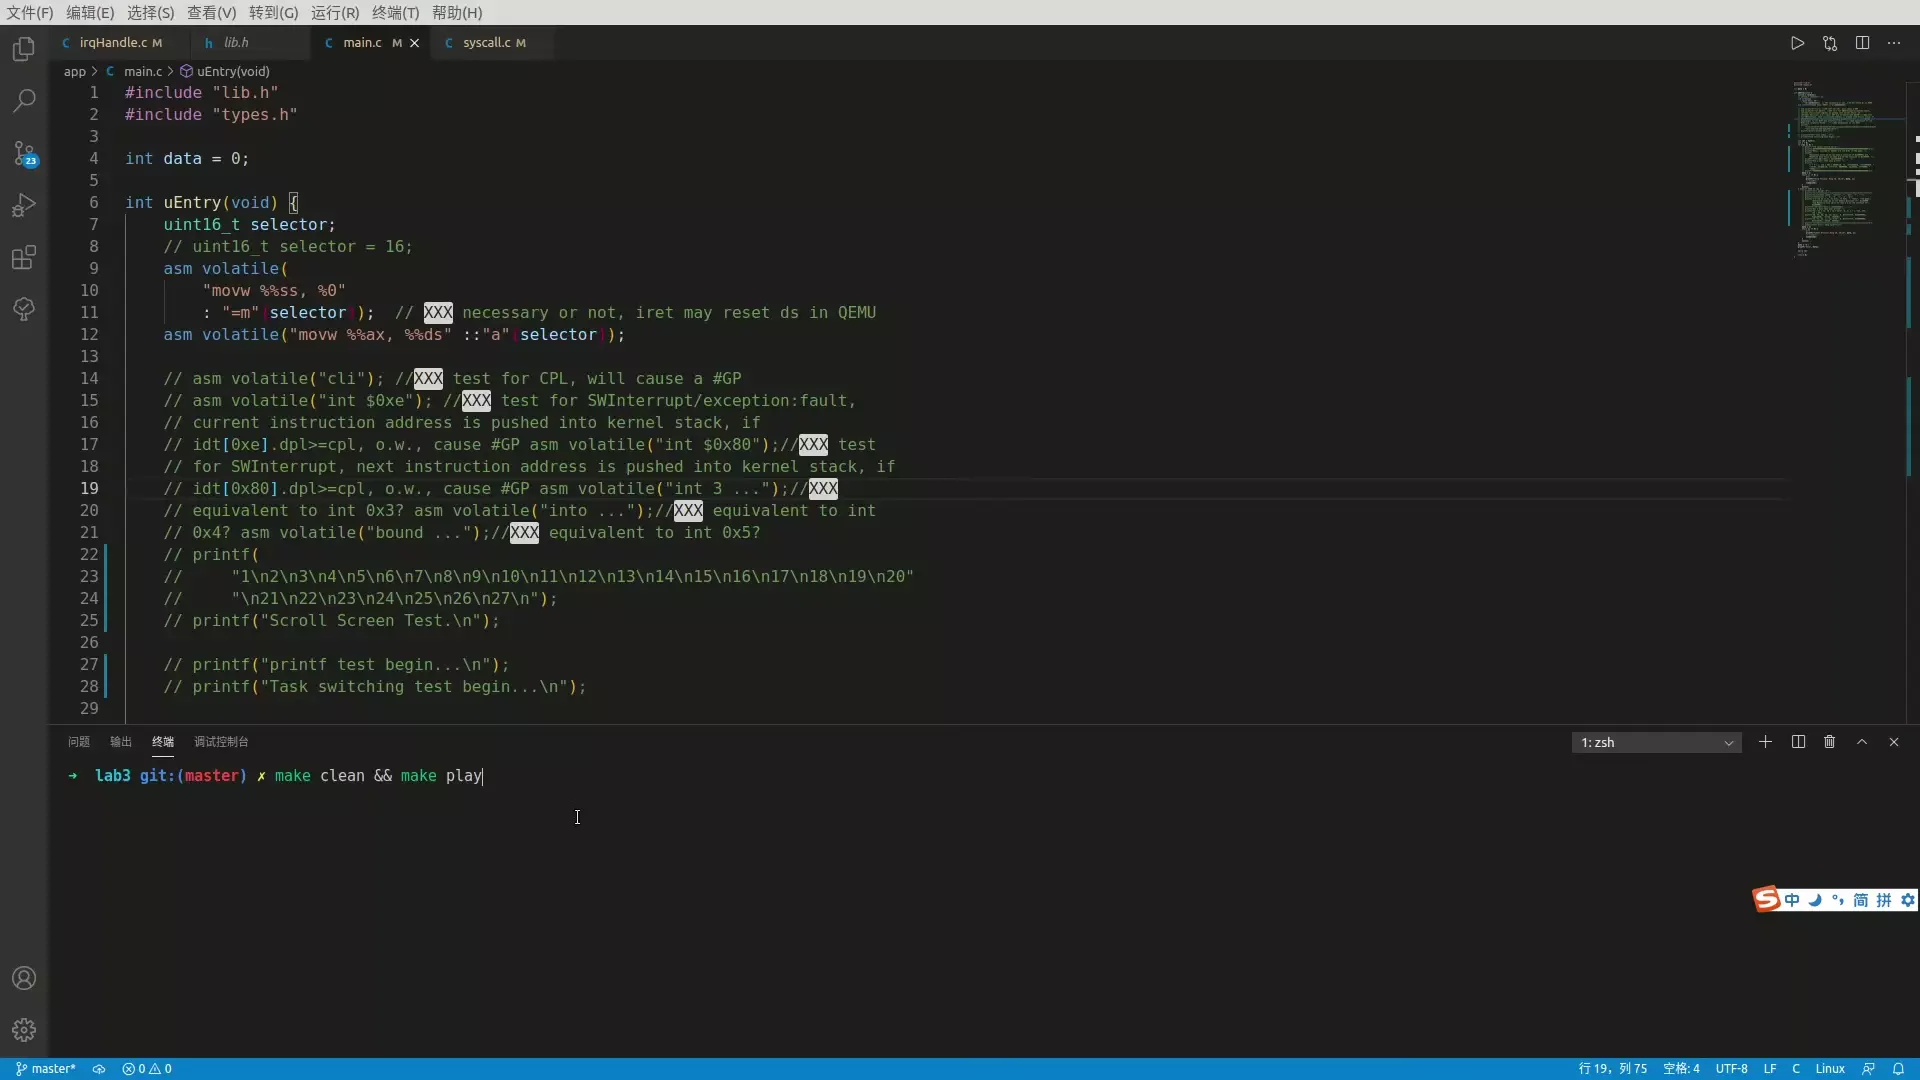 文件(F) 编辑(E) 选择(S) 查看(V) 转到(G) 运行(R) 终端(T) 帮助(H)
C irqHandle.c M h lib.h C main.c M C syscall.c M
app > C main.c > uEntry(void)
1 #include "lib.h"
2 #include "types.h"
3
4 int data = 0;
5
6 int uEntry(void) {
7 uint16_t selector;
8 // uint16_t selector = 16;
9 asm volatile(
10 "movw %%ss, %0"
11 : "=m"(selector)); // XXX necessary or not, iret may reset ds in QEMU
12 asm volatile("movw %%ax, %%ds" ::"a"(selector));
13
14 // asm volatile("cli"); //XXX test for CPL, will cause a #GP
15 // asm volatile("int $0xe"); //XXX test for SWInterrupt/exception:fault,
16 // current instruction address is pushed into kernel stack, if
17 // idt[0xe].dpl>=cpl, o.w., cause #GP asm volatile("int $0x80");//XXX test
18 // for SWInterrupt, next instruction address is pushed into kernel stack, if
19 // idt[0x80].dpl>=cpl, o.w., cause #GP asm volatile("int 3 ...");//XXX
20 // equivalent to int 0x3? asm volatile("into ...");//XXX equivalent to int
21 // 0x4? asm volatile("bound ...");//XXX equivalent to int 0x5?
22 // printf(
23 // "1\n2\n3\n4\n5\n6\n7\n8\n9\n10\n11\n12\n13\n14\n15\n16\n17\n18\n19\n20"
24 // "\n21\n22\n23\n24\n25\n26\n27\n");
25 // printf("Scroll Screen Test.\n");
26
27 // printf("printf test begin...\n");
28 // printf("Task switching test begin...\n");
29
23
问题 输出 终端 调试控制台 1: zsh
➜ lab3 git:(master) ✗ make clean && make play
S 中 °, 简 拼
master* 0 0 行 19，列 75 空格: 4 UTF-8 LF C Linux